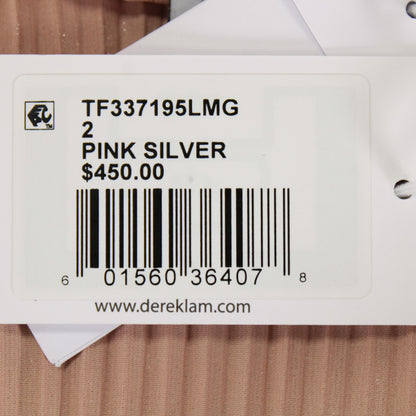 TF337195LMG
2
PINK SILVER
$450.00
6 01560 36407 8
www.dereklam.com